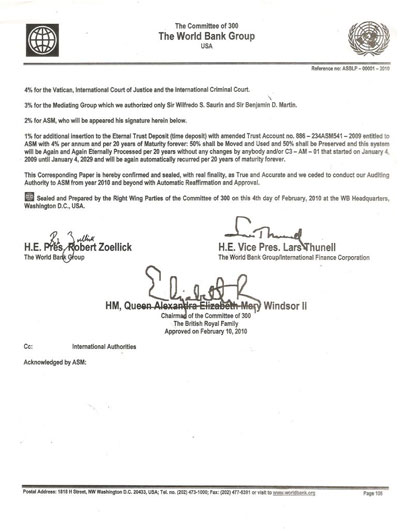 The Committee of 300
The World Bank Group
USA
Reference no: ASBLP – 00001 – 2010
4% for the Vatican, International Court of Justice and the International Criminal Court.
3% for the Mediating Group which we authorized only Sir Wilfredo S. Saurin and Sir Benjamin D. Martin.
2% for ASM, who will be appeared his signature herein below.
1% for additional insertion to the Eternal Trust Deposit (time deposit) with amended Trust Account no. 886 – 234ASM541 – 2009 entitled to
ASM with 4% per annum and per 20 years of Maturity forever: 50% shall be Moved and Used and 50% shall be Preserved and this system
will be Again and Again Eternally Processed per 20 years without any changes by anybody and/or C3 – AM – 01 that started on January 4,
2009 until January 4, 2029 and will be again automatically recurred per 20 years of maturity forever.
This Corresponding Paper is hereby confirmed and sealed, with real finality, as True and Accurate and we ceded to conduct our Auditing
Authority to ASM from year 2010 and beyond with Automatic Reaffirmation and Approval.
Sealed and Prepared by the Right Wing Parties of the Committee of 300 on this 4th day of February, 2010 at the WB Headquarters,
Washington D.C., USA.
H.E. Pres. Robert Zoellick
The World Bank Group
H.E. Vice Pres. Lars Thunell
The World Bank Group/International Finance Corporation
Elizabeth R
HM, Queen Alexandra Elizabeth Mary Windsor II
Chairman of the Committee of 300
The British Royal Family
Approved on February 10, 2010
Cc: International Authorities
Acknowledged by ASM:
Postal Address: 1818 H Street, NW Washington D.C. 20433, USA; Tel. no. (202) 473-1000; Fax: (202) 477-6391 or visit to www.worldbank.org
Page 105